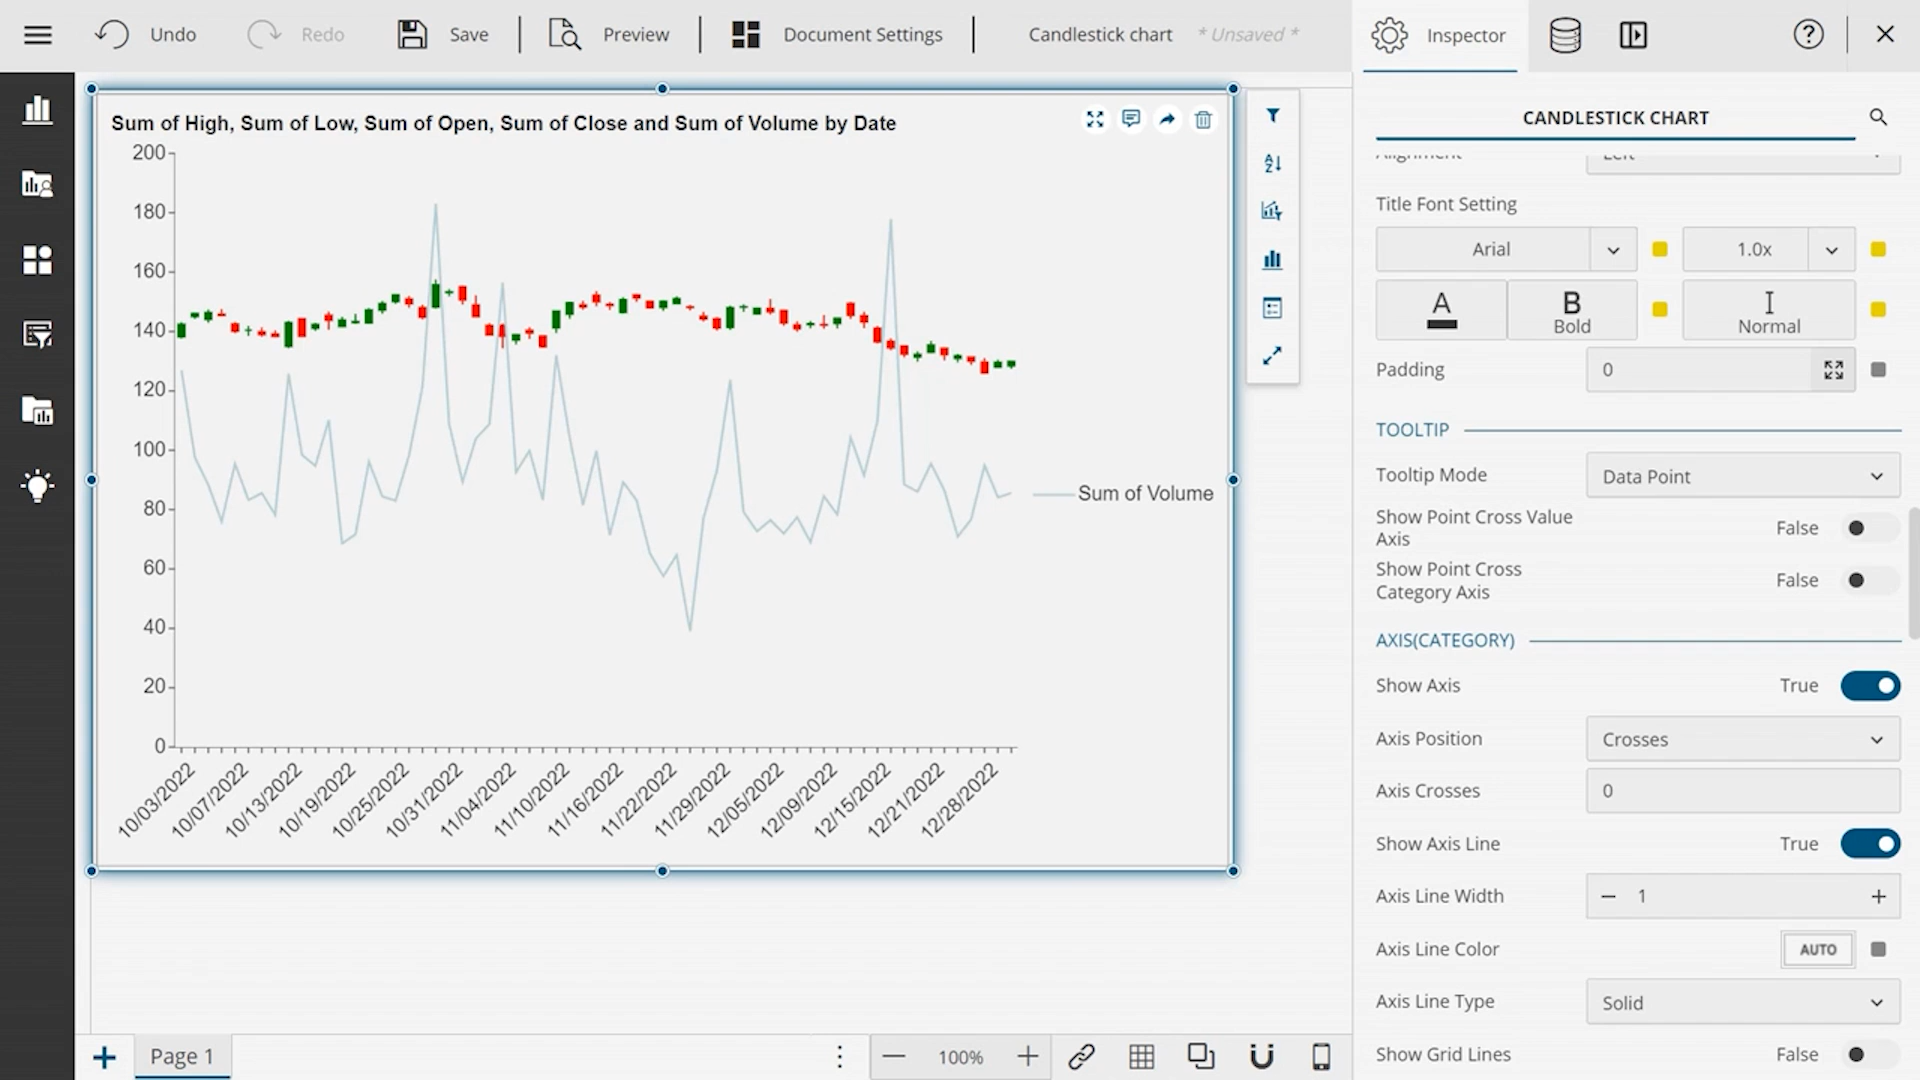 Undo Redo Save Preview Document Settings Candlestick chart * Unsaved * Inspector
CANDLESTICK CHART
Sum of High, Sum of Low, Sum of Open, Sum of Close and Sum of Volume by Date
200
180
160
140
120
100
80
60
40
20
0
10/03/2022
10/07/2022
10/13/2022
10/19/2022
10/25/2022
10/31/2022
11/04/2022
11/10/2022
11/16/2022
11/22/2022
11/29/2022
12/05/2022
12/09/2022
12/15/2022
12/21/2022
12/28/2022
Sum of Volume
Alignment Left
Title Font Setting
Arial 1.0x
A B I
Bold Normal
Padding 0
TOOLTIP
Tooltip Mode Data Point
Show Point Cross Value
Axis
False
Show Point Cross
Category Axis
False
AXIS(CATEGORY)
Show Axis True
Axis Position Crosses
Axis Crosses 0
Show Axis Line True
Axis Line Width 1
Axis Line Color AUTO
Axis Line Type Solid
Show Grid Lines False
Page 1 100%